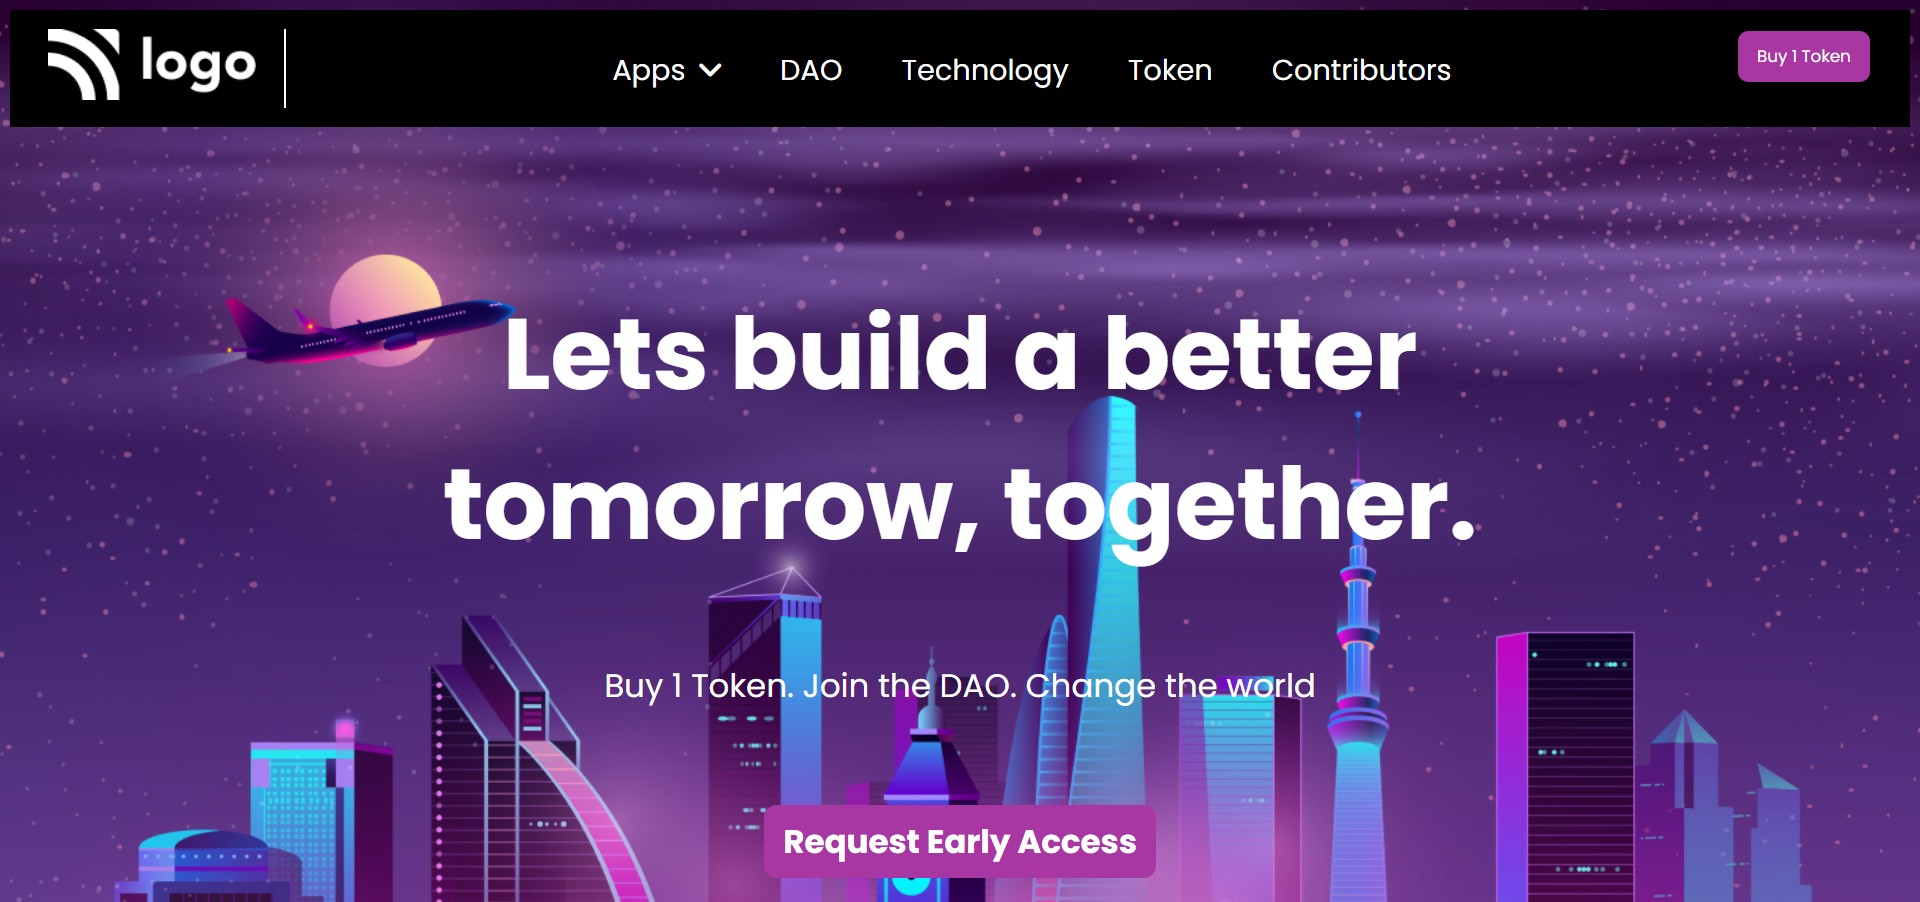 logo
Apps DAO Technology Token Contributors
Buy 1 Token
Lets build a better
tomorrow, together.
Buy 1 Token. Join the DAO. Change the world
Request Early Access